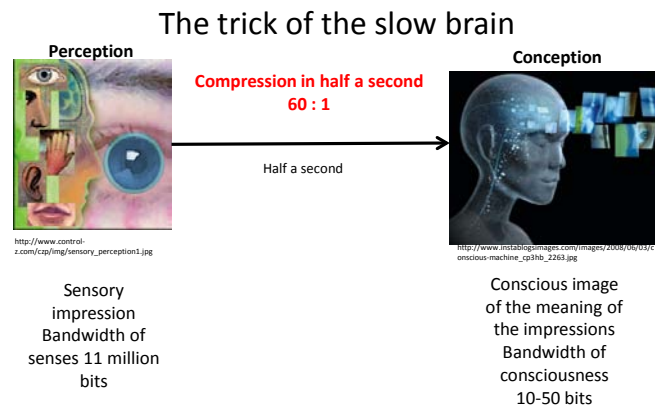 The trick of the slow brain
Perception
Conception
Compression in half a second
60 : 1
Half a second
http://www.control-
z.com/czp/img/sensory_perception1.jpg
http://www.instablogsimages.com/images/2008/06/03/c
onscious-machine_cp3hb_2263.jpg
Sensory
impression
Bandwidth of
senses 11 million
bits
Conscious image
of the meaning of
the impressions
Bandwidth of
consciousness
10-50 bits